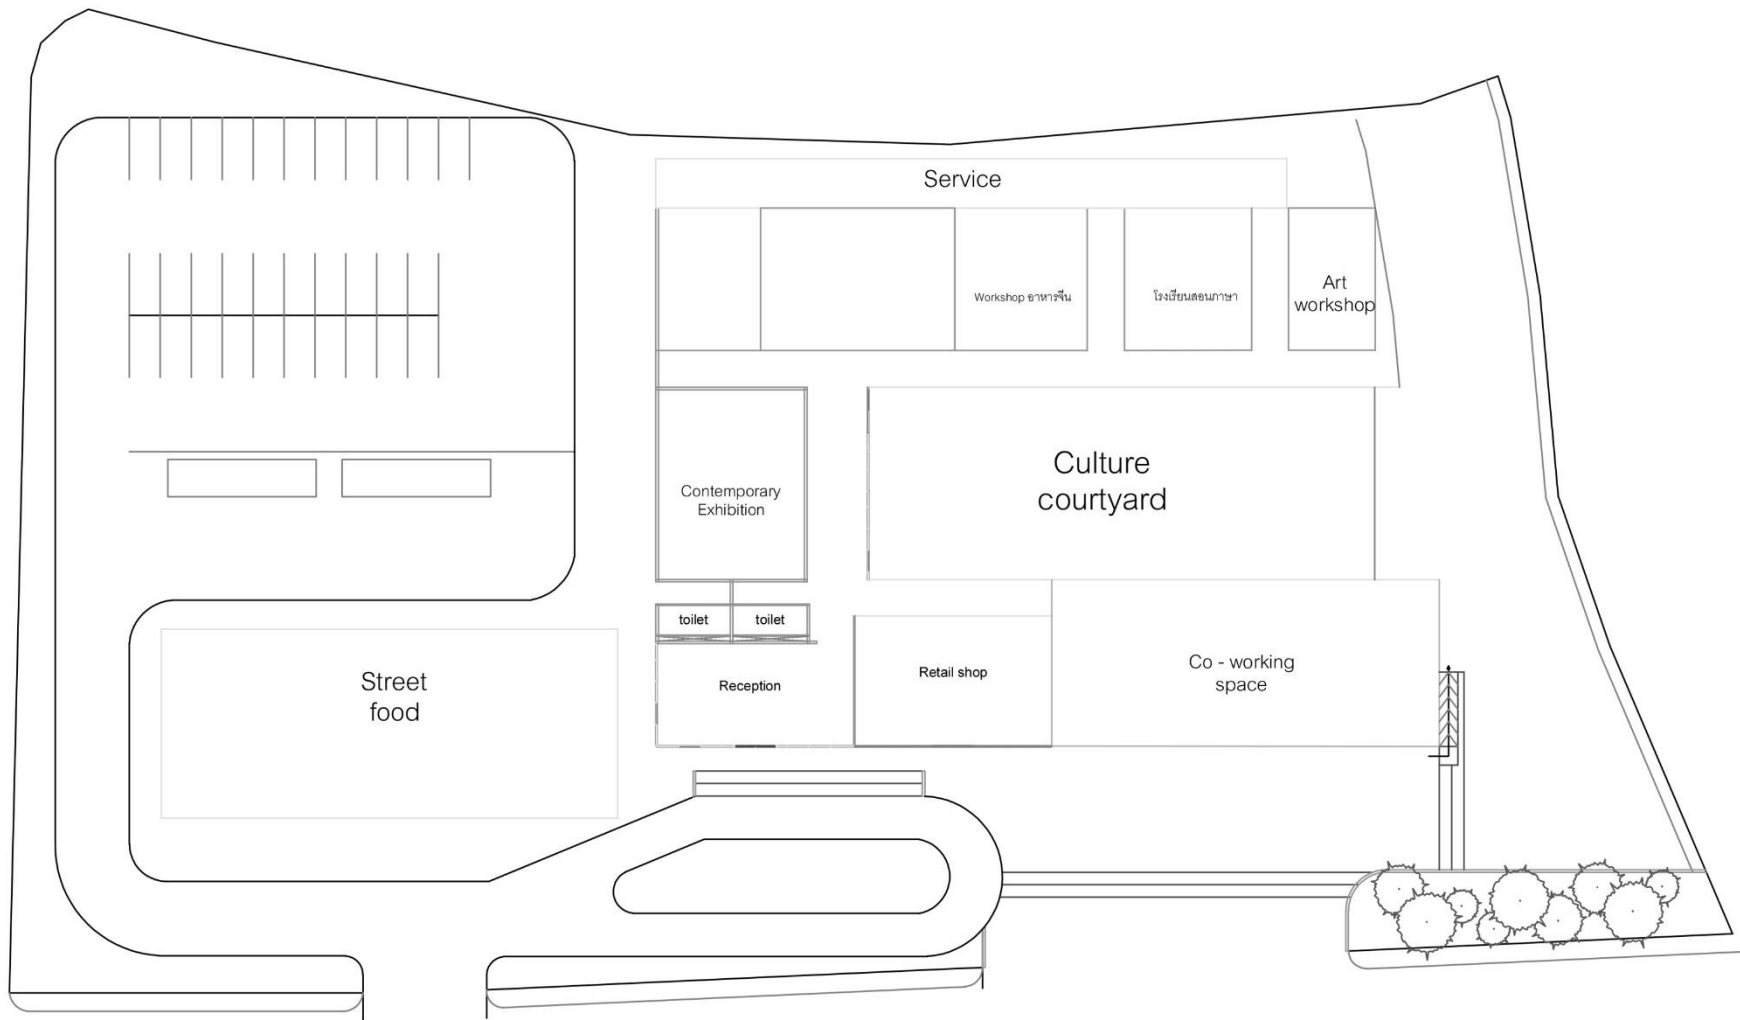 Service
Workshop อาหารจีน
โรงเรียนสอนภาษา
Art
workshop
Culture
courtyard
Contemporary
Exhibition
toilet
toilet
Reception
Retail shop
Co - working
space
Street
food